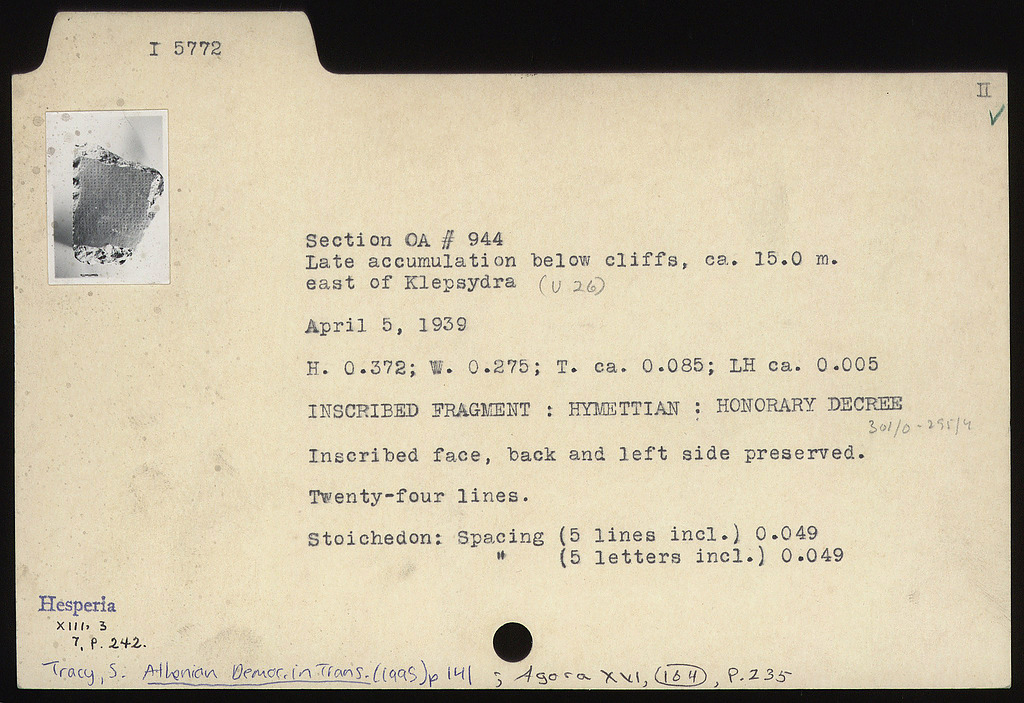 I 5772
II
Section OA # 944
Late accumulation below cliffs, ca. 15.0 m.
east of Klepsydra (U 26)
April 5, 1939
H. 0.372; W. 0.275; T. ca. 0.085; LH ca. 0.005
INSCRIBED FRAGMENT : HYMETTIAN : HONORARY DECREE
301/0-295/4
Inscribed face, back and left side preserved.
Twenty-four lines.
Stoichedon: Spacing (5 lines incl.) 0.049
" (5 letters incl.) 0.049
Hesperia
XIII, 3
7, P. 242.
Tracy, S. Athenian Democ. in Trans. (1995) p 141 ; Agora XVI, (164), P. 235